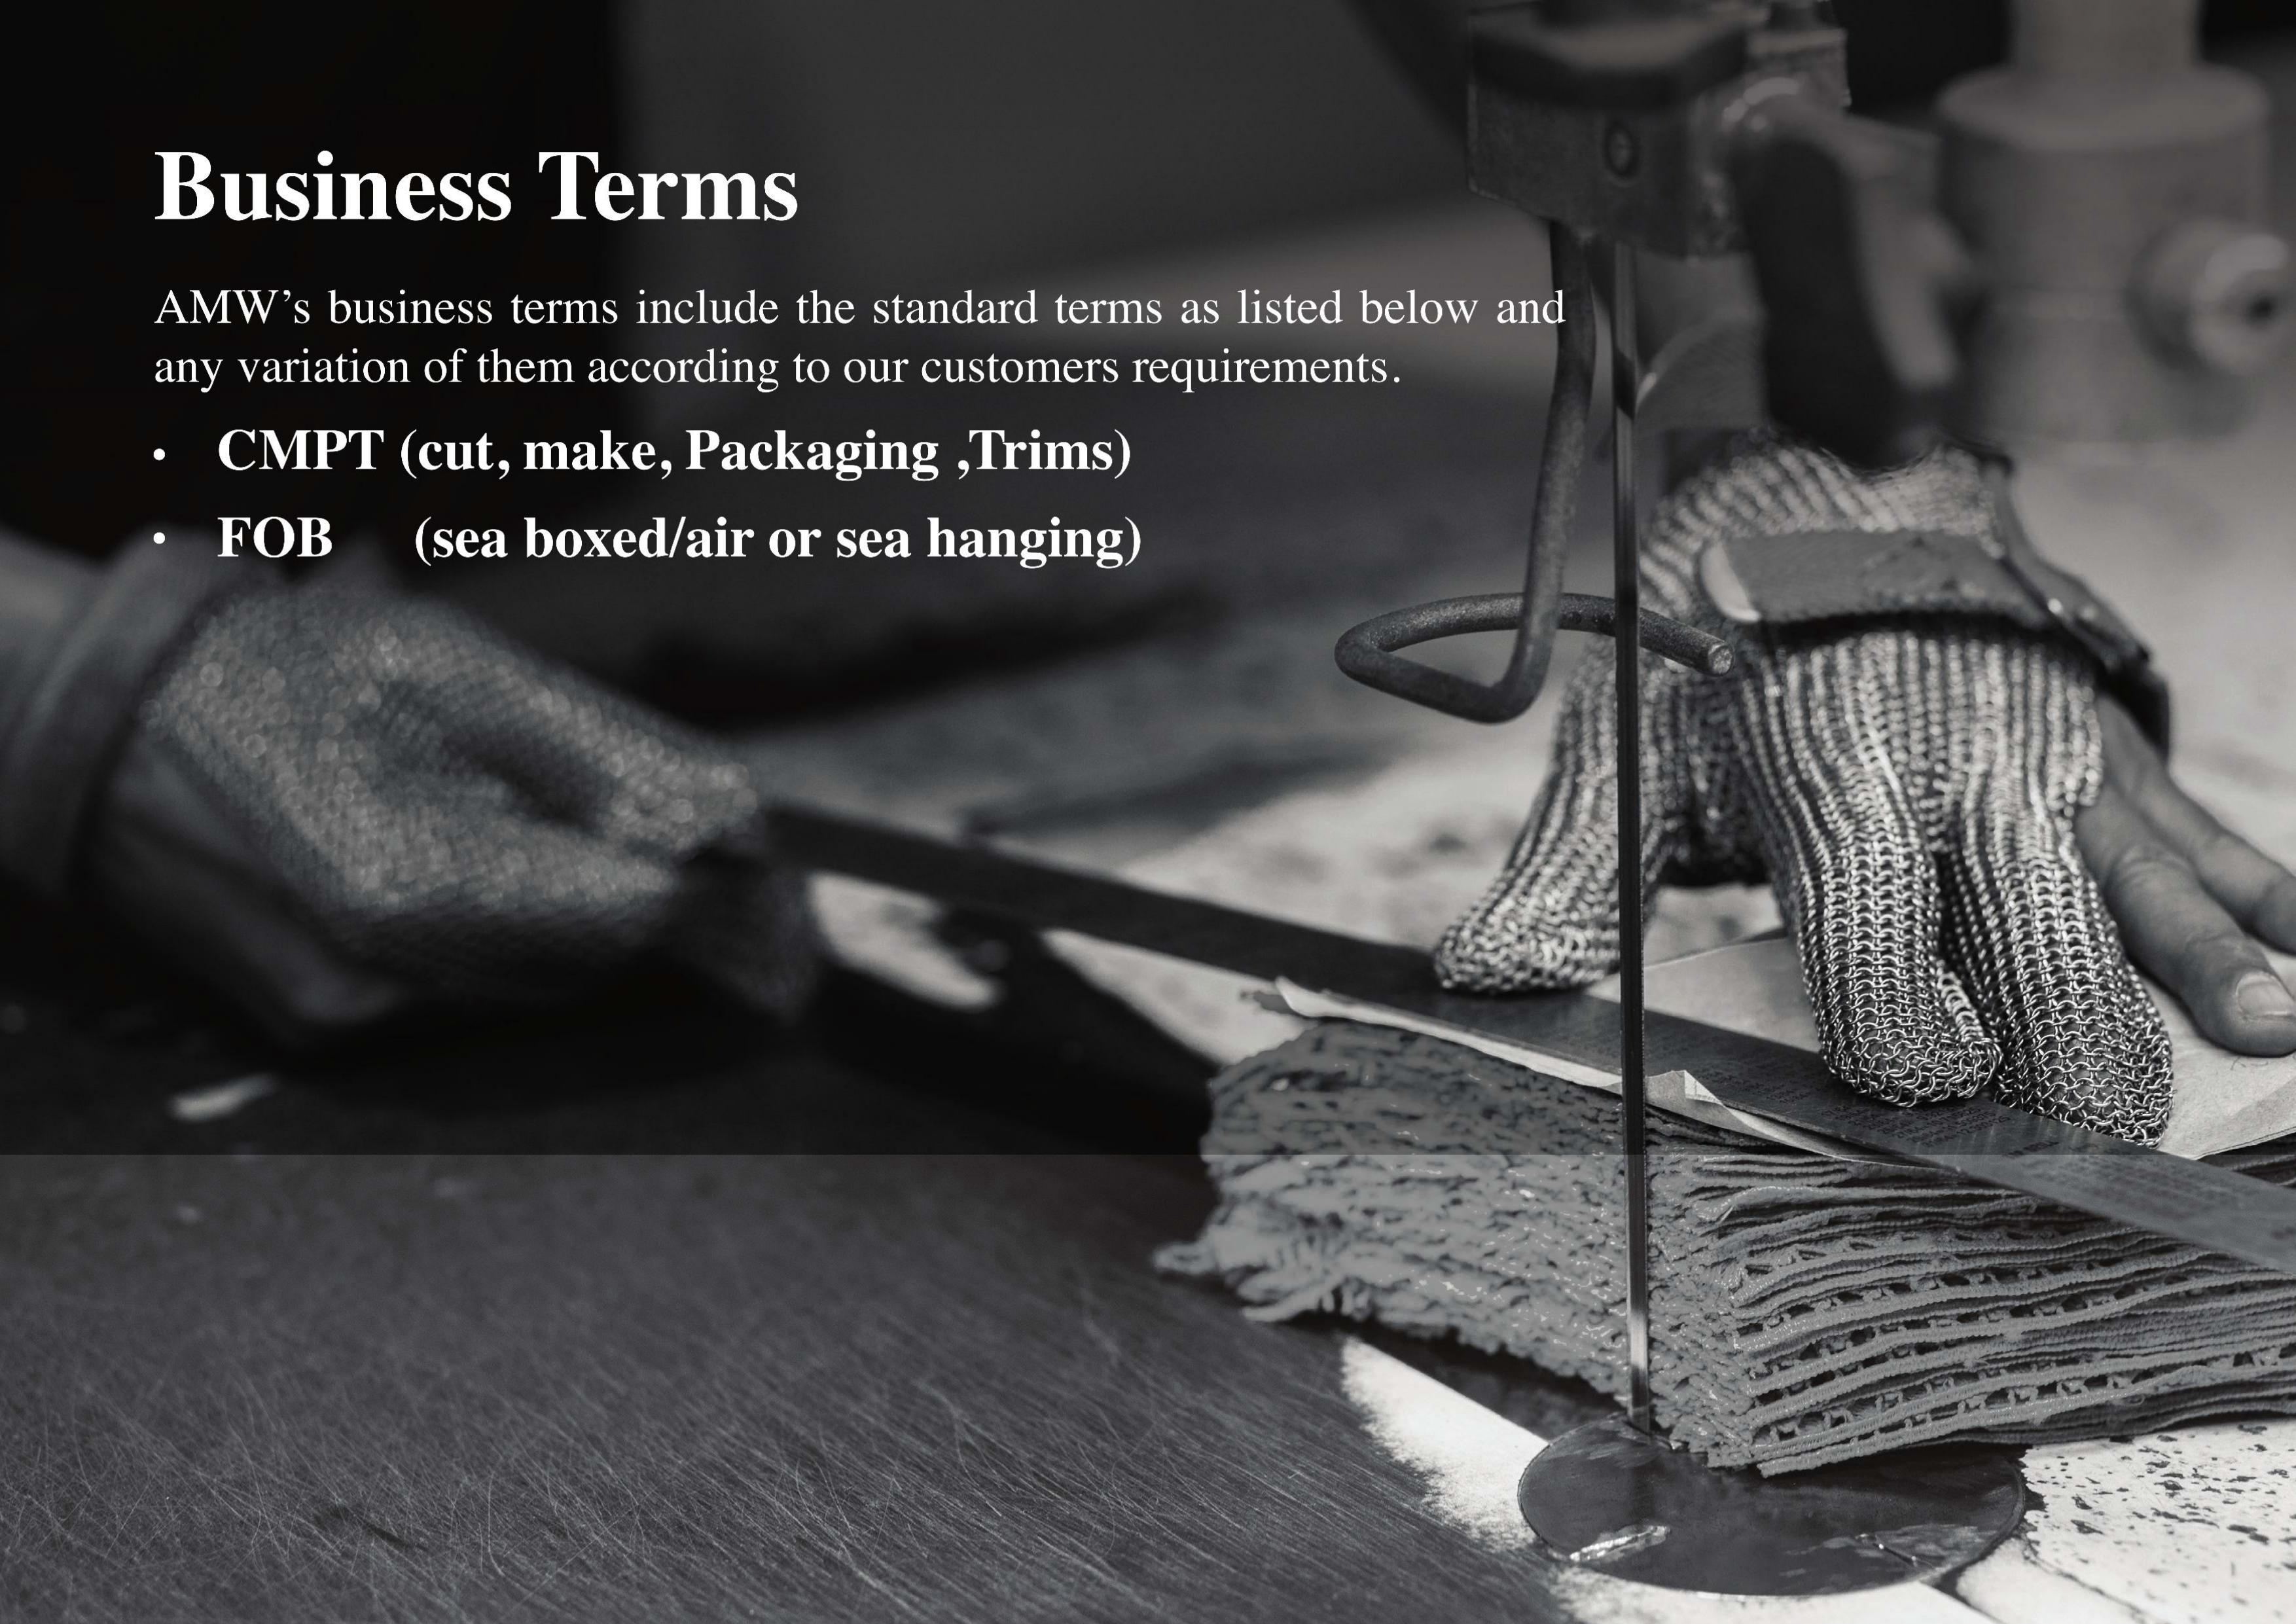 Business Terms
AMW’s business terms include the standard terms as listed below and
any variation of them according to our customers requirements.
• CMPT (cut, make, Packaging ,Trims)
• FOB (sea boxed/air or sea hanging)